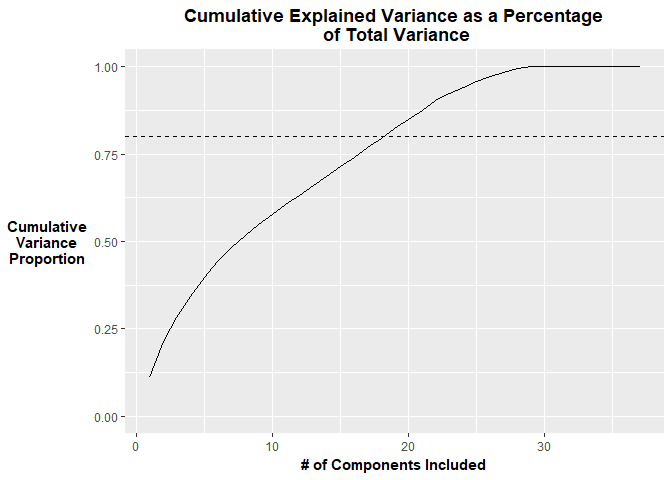 Cumulative Explained Variance as a Percentage
of Total Variance
1.00
0.75
Cumulative
Variance
Proportion
0.50
0.25
0.00
0
10
20
30
# of Components Included